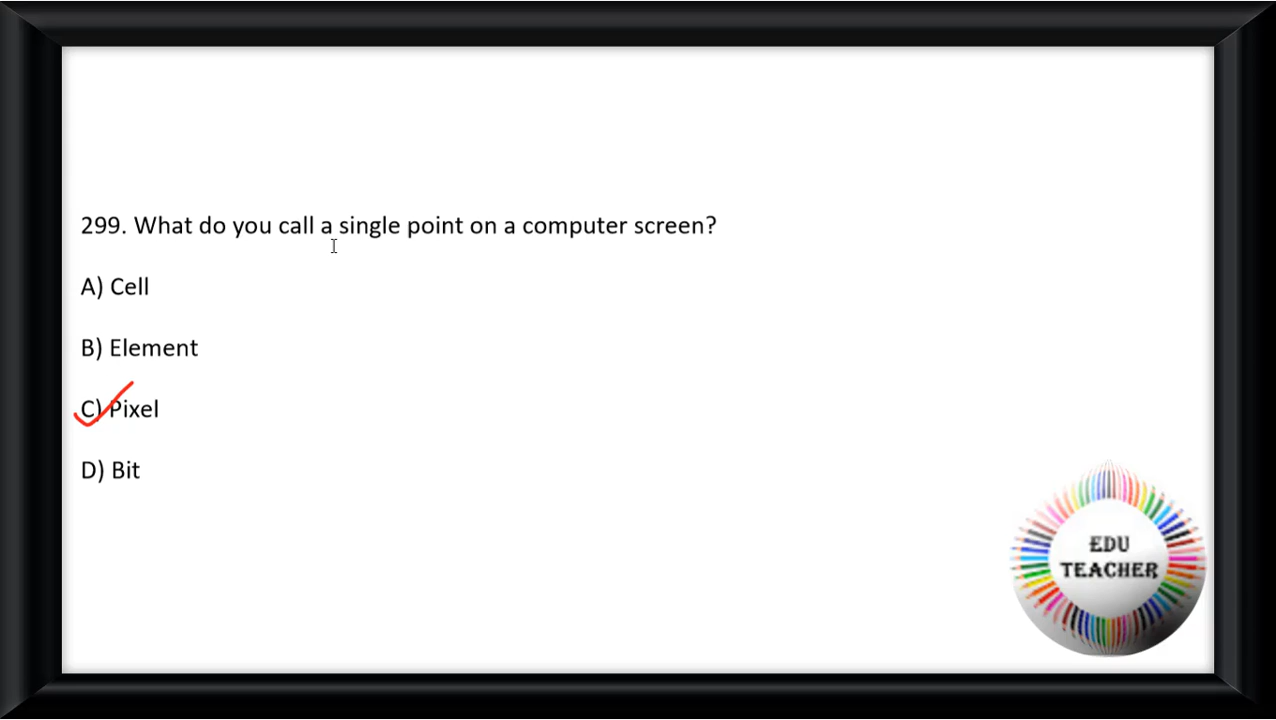 299. What do you call a single point on a computer screen?
A) Cell
B) Element
C) Pixel
D) Bit
EDU
TEACHER